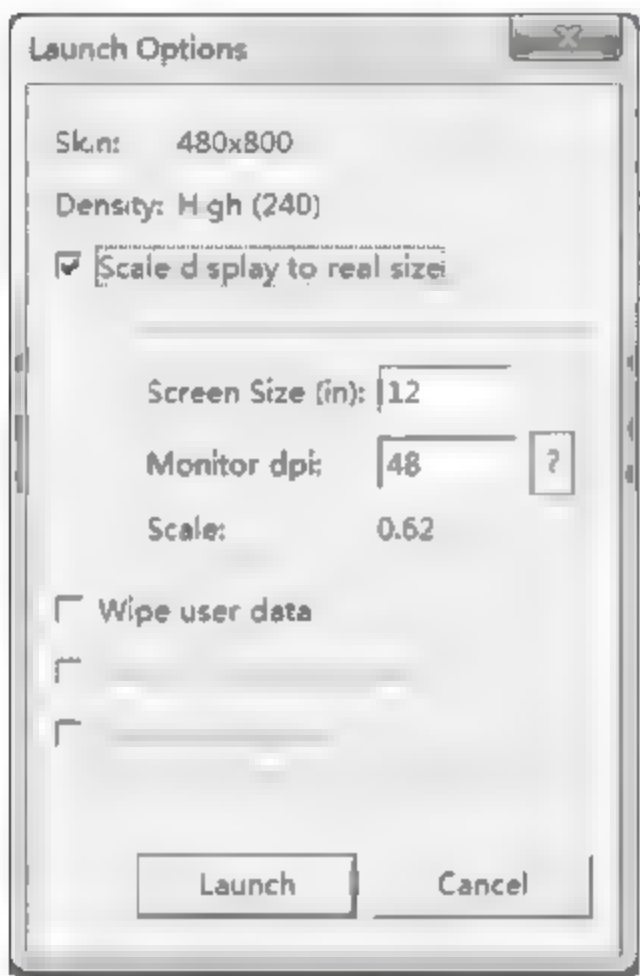 Launch Options
Skin: 480x800
Density: High (240)
Scale display to real size
Screen Size (in): 12
Monitor dpi: 48 ?
Scale: 0.62
Wipe user data
Launch Cancel